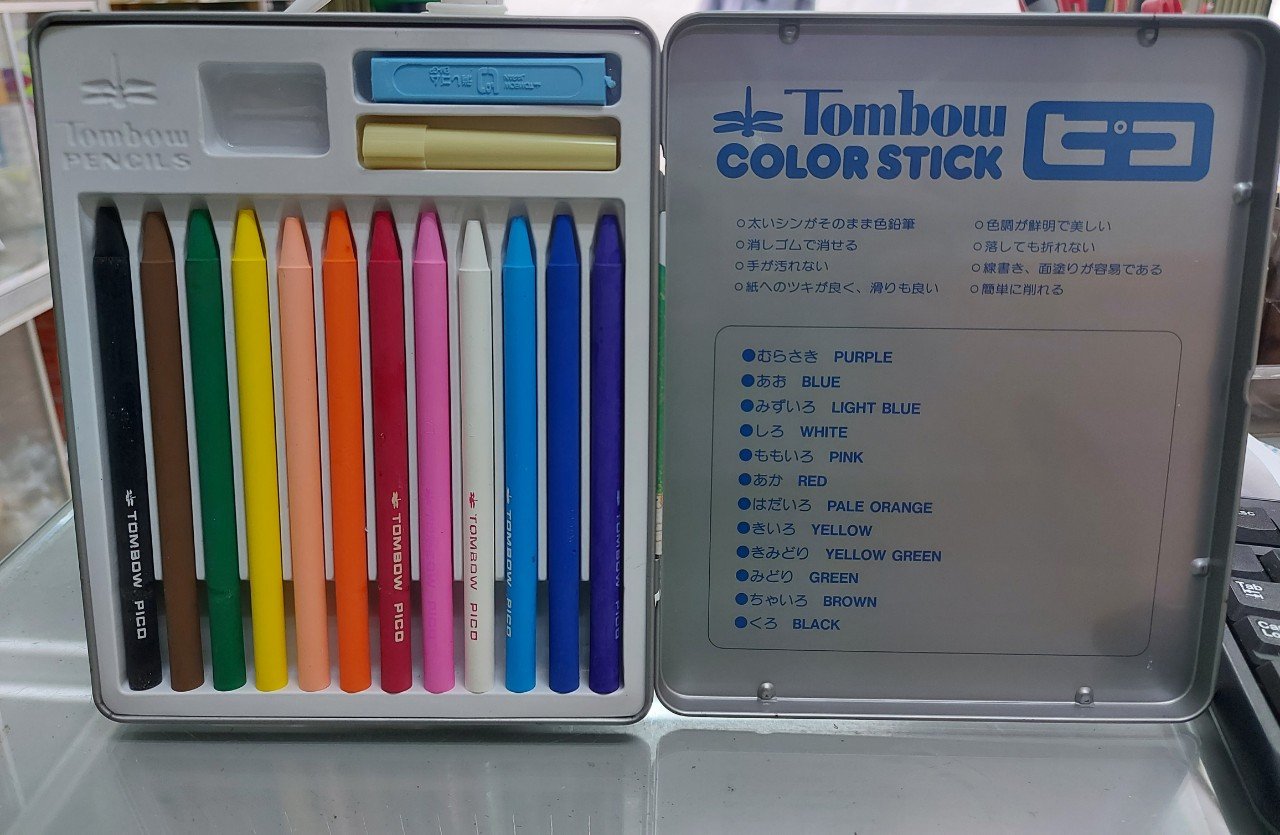 Tombow
PENCILS
TOMBOW PICO
TOMBOW PICO
TOMBOW PICO
TOMBOW PICO
TOMBOW PICO
Tombow
COLOR STICK
○太いシンがそのまま色鉛筆
○消しゴムで消せる
○手が汚れない
○紙へのツキが良く、滑りも良い
○色調が鮮明で美しい
○落しても折れない
○線書き、面塗りが容易である
○簡単に削れる
●むらさき PURPLE
●あお BLUE
●みずいろ LIGHT BLUE
●しろ WHITE
●ももいろ PINK
●あか RED
●はだいろ PALE ORANGE
●きいろ YELLOW
●きみどり YELLOW GREEN
●みどり GREEN
●ちゃいろ BROWN
●くろ BLACK
Tab